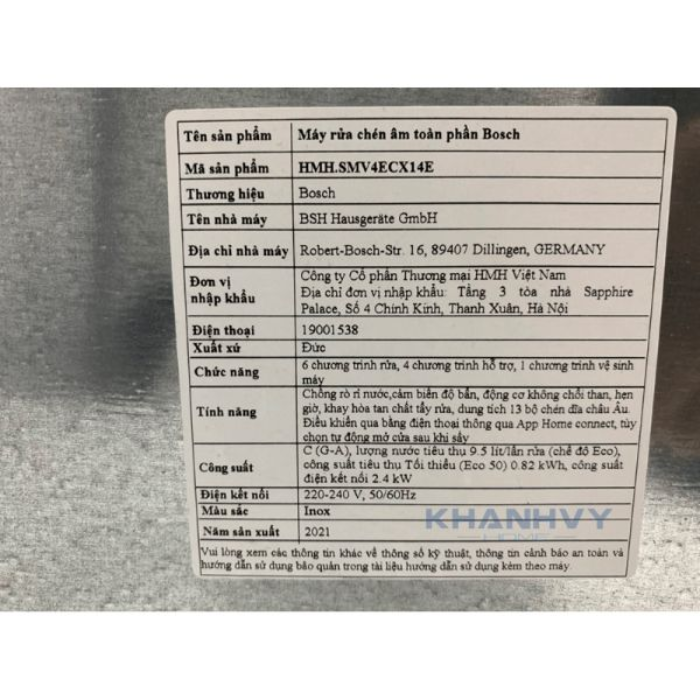 Tên sản phẩm Máy rửa chén âm toàn phần Bosch
Mã sản phẩm HMH.SMV4ECX14E
Thương hiệu Bosch
Tên nhà máy BSH Hausgeräte GmbH
Địa chỉ nhà máy Robert-Bosch-Str. 16, 89407 Dillingen, GERMANY
Đơn vị nhập khẩu Công ty Cổ phần Thương mại HMH Việt Nam
Địa chỉ đơn vị nhập khẩu: Tầng 3 tòa nhà Sapphire
Palace, Số 4 Chính Kinh, Thanh Xuân, Hà Nội
Điện thoại 19001538
Xuất xứ Đức
Chức năng 6 chương trình rửa, 4 chương trình hỗ trợ, 1 chương trình vệ sinh
máy
Tính năng Chống rò rỉ nước,cảm biến độ bẩn, động cơ không chổi than, hẹn
giờ, khay hòa tan chất tẩy rửa, dung tích 13 bộ chén dĩa châu Âu.
Điều khiển qua bằng điện thoại thông qua App Home connect, tùy
chọn tự động mở cửa sau khi sấy
Công suất C (G-A), lượng nước tiêu thụ 9.5 lít/lần rửa (chế độ Eco),
công suất tiêu thụ Tối thiểu (Eco 50) 0.82 kWh, công suất
điện kết nối 2.4 kW
Điện kết nối 220-240 V, 50/60Hz
Màu sắc Inox
Năm sản xuất 2021
KHANHVY
HOME
Vui lòng xem các thông tin khác về thông số kỹ thuật, thông tin cảnh báo an toàn và
hướng dẫn sử dụng bảo quản trong tài liệu hướng dẫn sử dụng kèm theo máy.